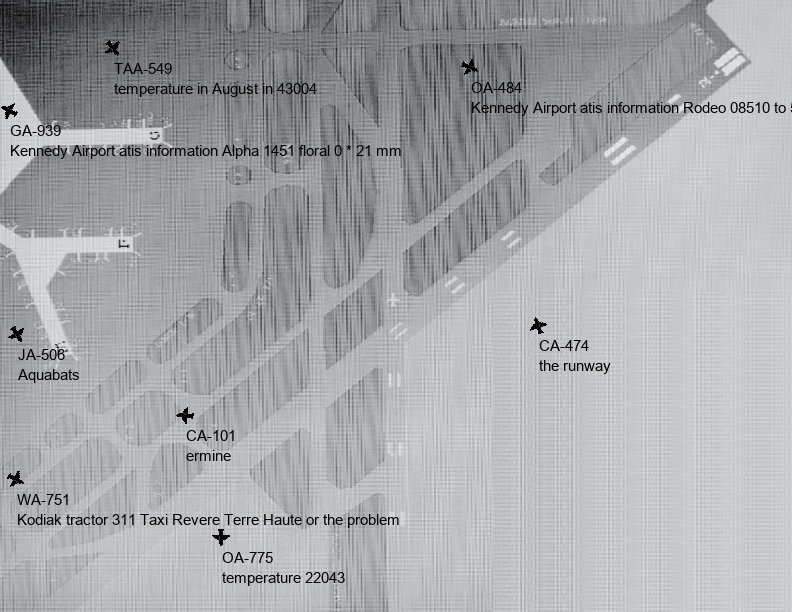 TAA-549
temperature in August in 43004
OA-484
Kennedy Airport atis information Rodeo 08510 to
GA-939
Kennedy Airport atis information Alpha 1451 floral 0 * 21 mm
JA-506
Aquabats
CA-474
the runway
CA-101
ermine
WA-751
Kodiak tractor 311 Taxi Revere Terre Haute or the problem
OA-775
temperature 22043